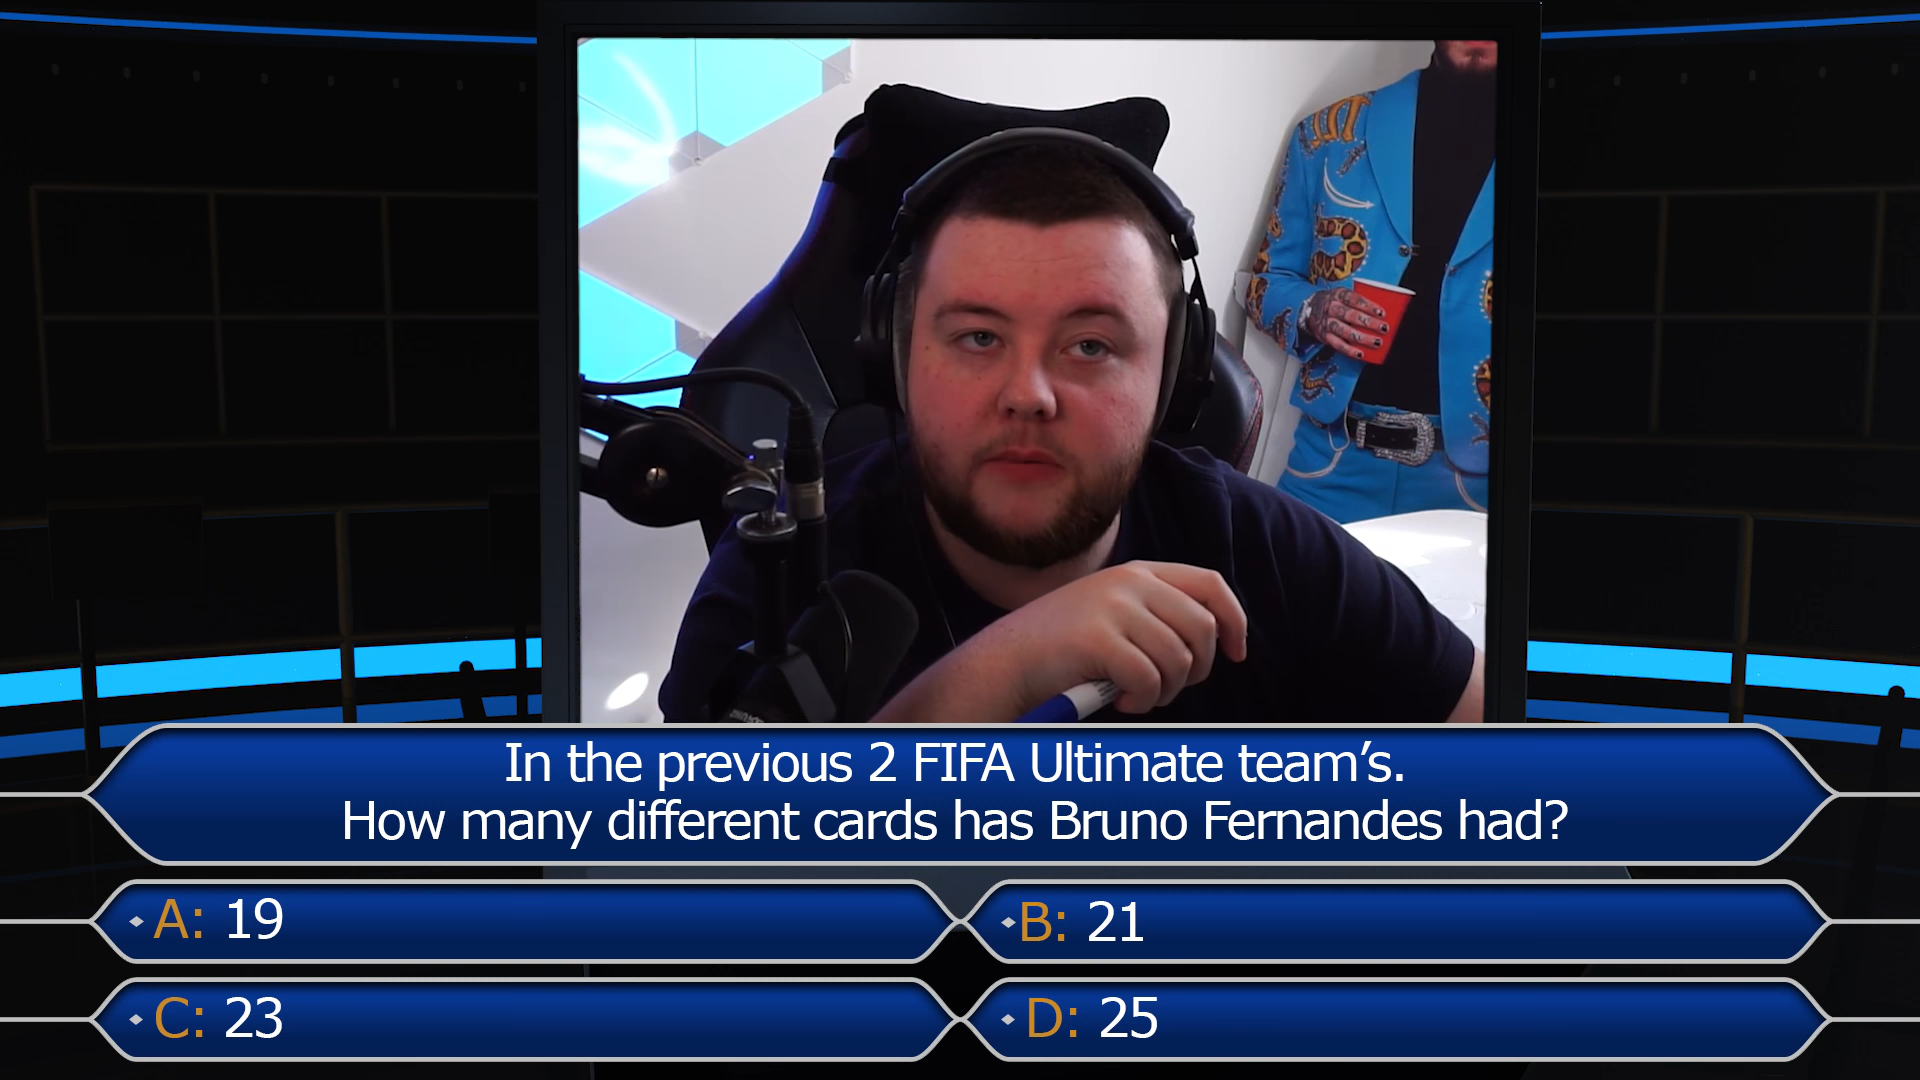 In the previous 2 FIFA Ultimate team’s.
How many different cards has Bruno Fernandes had?
A: 19
B: 21
C: 23
D: 25